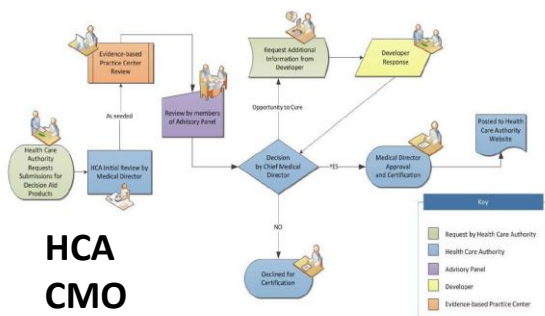 Evidence-based
Practice Center
Review
As needed
Health Care
Authority
Requests
Submissions for
Decision Aid
Products
HCA Initial Review by
Medical Director
Review by members
of Advisory Panel
Request Additional
Information from
Developer
Developer
Response
Opportunity to Cure
Decision
by Chief Medical
Director
YES
Medical Director
Approval
and Certification
Posted to Health
Care Authority
Website
NO
Declined for
Certification
HCA
CMO
Key
Request by Health Care Authority
Health Care Authority
Advisory Panel
Developer
Evidence-based Practice Center